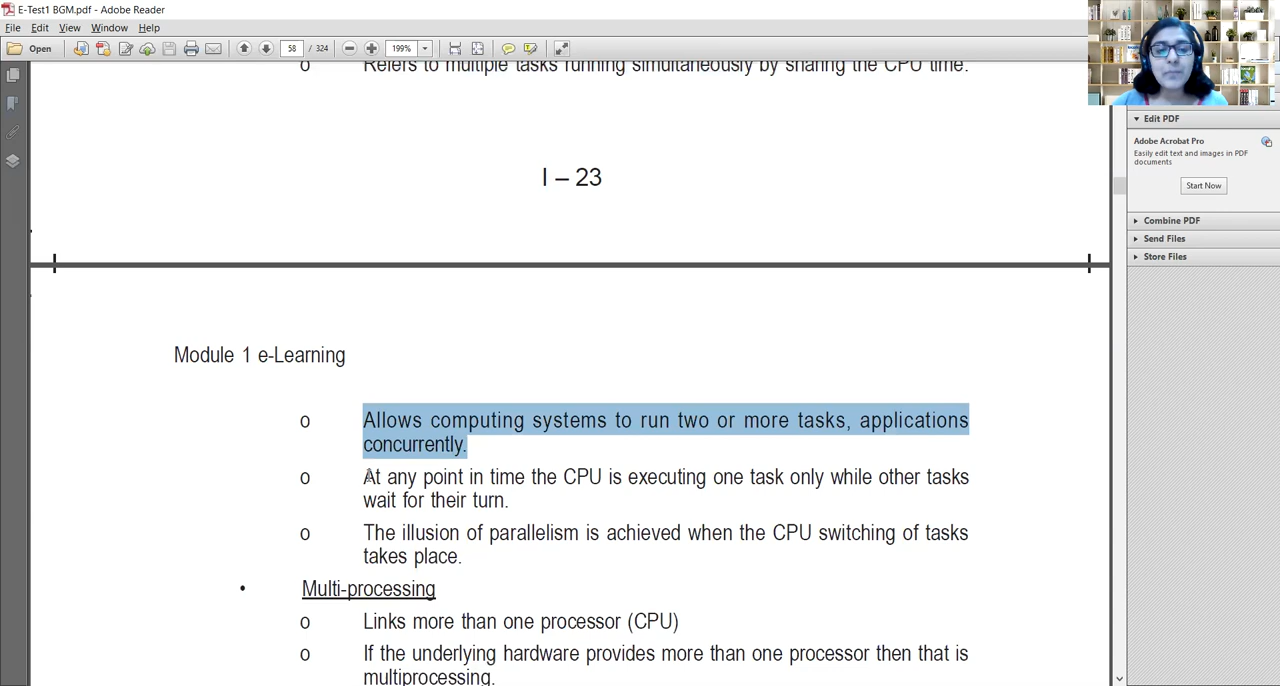 E-Test1 BGM.pdf - Adobe Reader
File Edit View Window Help
Open 58 / 324 199%
Refers to multiple tasks running simultaneously by sharing the CPU time.
I – 23
Module 1 e-Learning
o Allows computing systems to run two or more tasks, applications
concurrently.
o At any point in time the CPU is executing one task only while other tasks
wait for their turn.
o The illusion of parallelism is achieved when the CPU switching of tasks
takes place.
• Multi-processing
o Links more than one processor (CPU)
o If the underlying hardware provides more than one processor then that is
multiprocessing.
Edit PDF
Adobe Acrobat Pro
Easily edit text and images in PDF
documents
Start Now
Combine PDF
Send Files
Store Files